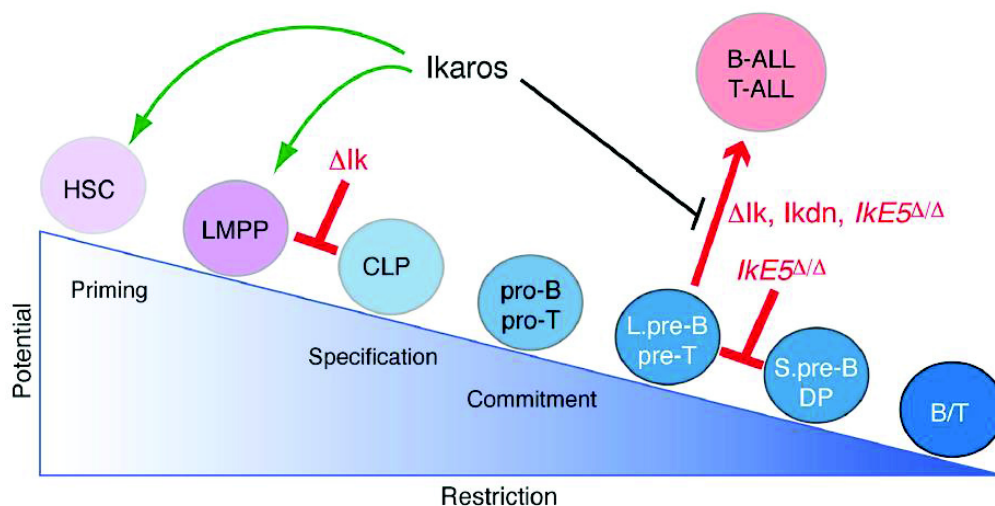 Ikaros
B-ALL
T-ALL
HSC
ΔIk
LMPP
ΔIk, Ikdn, IkE5Δ/Δ
CLP
IkE5Δ/Δ
Priming
pro-B
pro-T
L.pre-B
pre-T
Specification
S.pre-B
DP
Commitment
B/T
Potential
Restriction